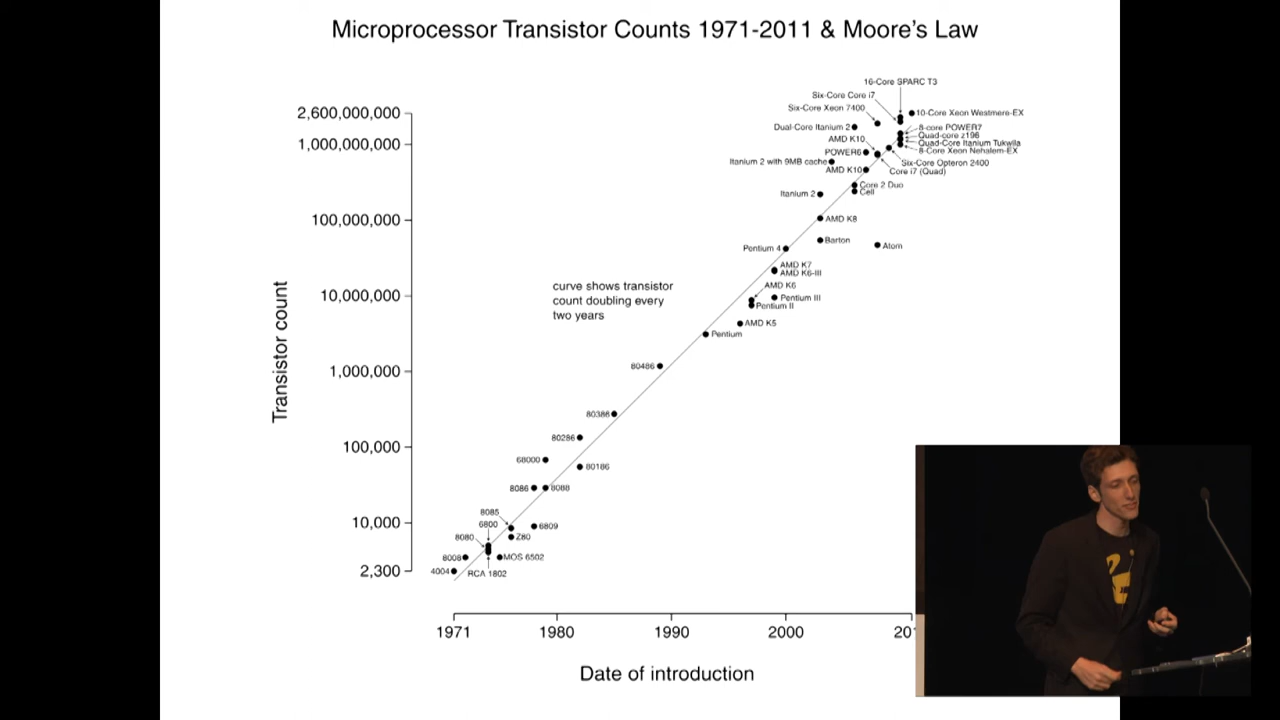 Microprocessor Transistor Counts 1971-2011 & Moore's Law
16-Core SPARC T3
Six-Core Core i7
Six-Core Xeon 7400
10-Core Xeon Westmere-EX
Dual-Core Itanium 2
8-core POWER7
Quad-core z196
Quad-Core Itanium Tukwila
8-Core Xeon Nehalem-EX
AMD K10
POWER6
Itanium 2 with 9MB cache
Six-Core Opteron 2400
AMD K10
Core i7 (Quad)
Core 2 Duo
Cell
Itanium 2
AMD K8
Barton
Atom
Pentium 4
AMD K7
AMD K6-III
AMD K6
Pentium III
Pentium II
AMD K5
Pentium
80486
80386
80286
68000
80186
8086
8088
8085
6800
6809
8080
Z80
8008
MOS 6502
4004
RCA 1802
curve shows transistor
count doubling every
two years
2,600,000,000
1,000,000,000
100,000,000
10,000,000
1,000,000
100,000
10,000
2,300
Transistor count
1971
1980
1990
2000
Date of introduction